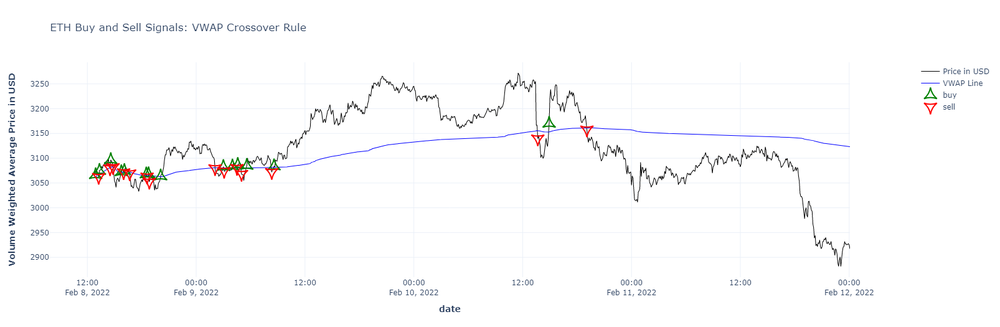 ETH Buy and Sell Signals: VWAP Crossover Rule
Volume Weighted Average Price in USD
3250
3200
3150
3100
3050
3000
2950
2900
Price in USD
VWAP Line
buy
sell
12:00
Feb 8, 2022
00:00
Feb 9, 2022
12:00
00:00
Feb 10, 2022
12:00
00:00
Feb 11, 2022
12:00
00:00
Feb 12, 2022
date